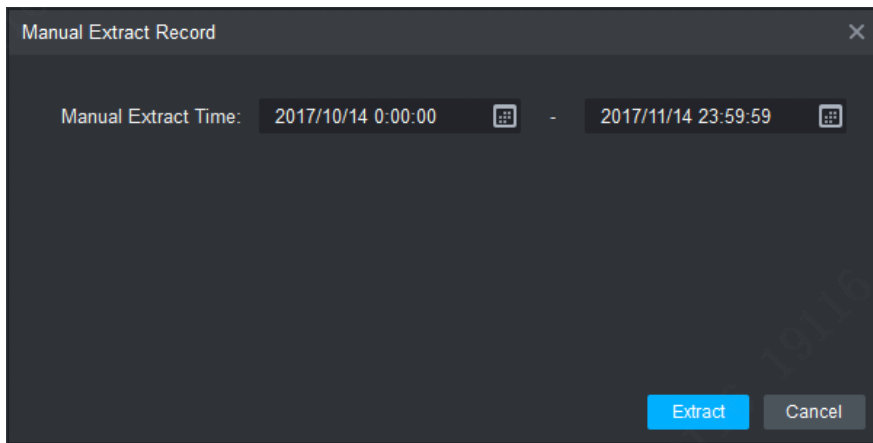 Manual Extract Record
Manual Extract Time: 2017/10/14 0:00:00 - 2017/11/14 23:59:59
19116
Extract Cancel